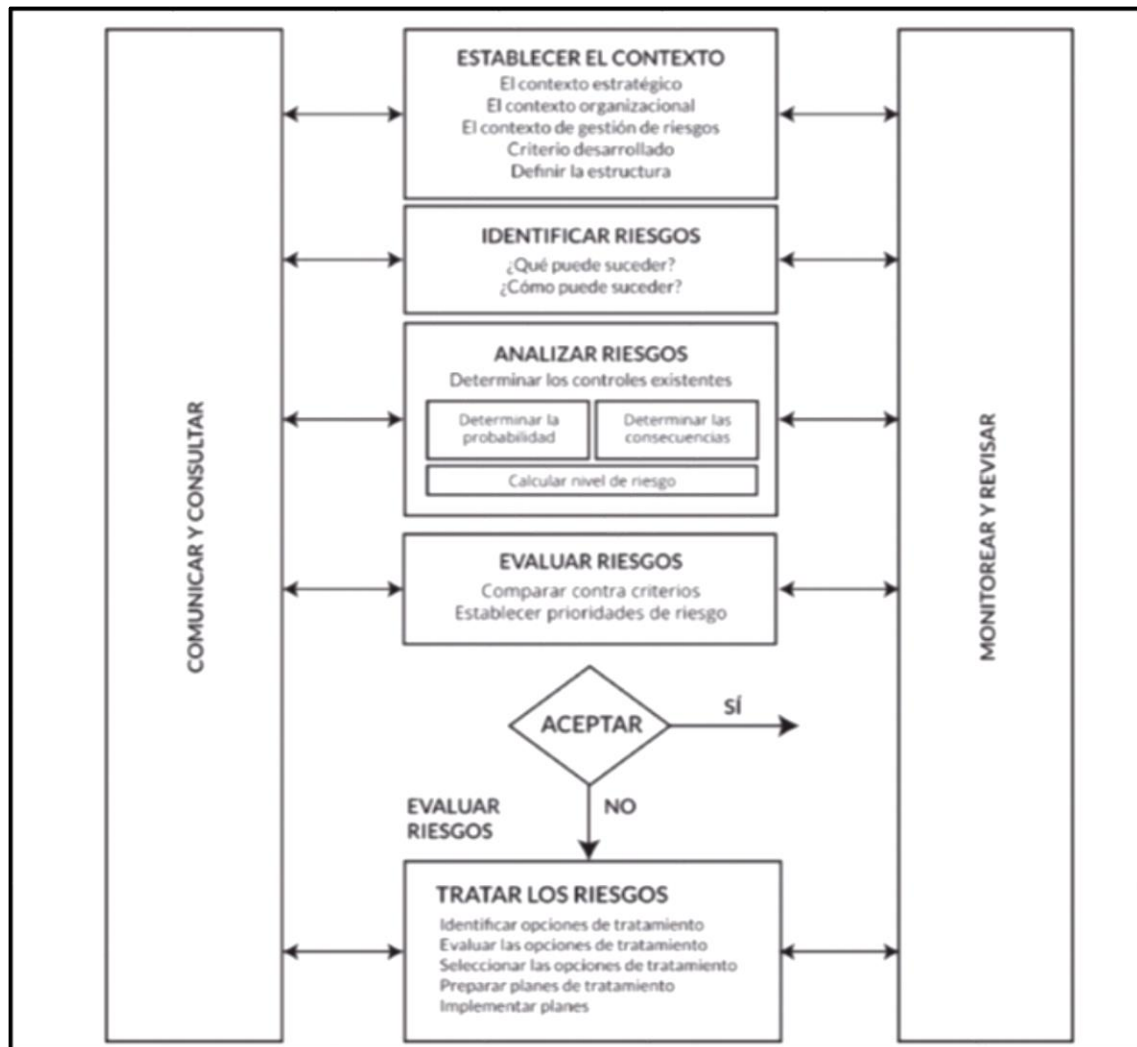 COMUNICAR Y CONSULTAR
ESTABLECER EL CONTEXTO
El contexto estratégico
El contexto organizacional
El contexto de gestión de riesgos
Criterio desarrollado
Definir la estructura
IDENTIFICAR RIESGOS
¿Qué puede suceder?
¿Cómo puede suceder?
ANALIZAR RIESGOS
Determinar los controles existentes
Determinar la
probabilidad
Determinar las
consecuencias
Calcular nivel de riesgo
EVALUAR RIESGOS
Comparar contra criterios
Establecer prioridades de riesgo
ACEPTAR
SÍ
NO
EVALUAR
RIESGOS
TRATAR LOS RIESGOS
Identificar opciones de tratamiento
Evaluar las opciones de tratamiento
Seleccionar las opciones de tratamiento
Preparar planes de tratamiento
Implementar planes
MONITOREAR Y REVISAR